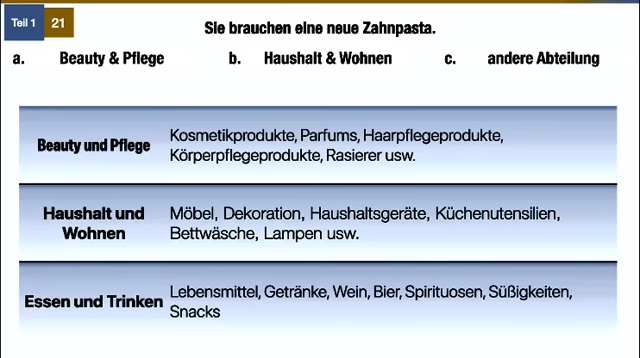 Teil 1 21
Sie brauchen eine neue Zahnpasta.
a. Beauty & Pflege b. Haushalt & Wohnen c. andere Abteilung
Beauty und Pflege
Kosmetikprodukte, Parfums, Haarpflegeprodukte,
Körperpflegeprodukte, Rasierer usw.
Haushalt und
Wohnen
Möbel, Dekoration, Haushaltsgeräte, Küchenutensilien,
Bettwäsche, Lampen usw.
Essen und Trinken
Lebensmittel, Getränke, Wein, Bier, Spirituosen, Süßigkeiten,
Snacks